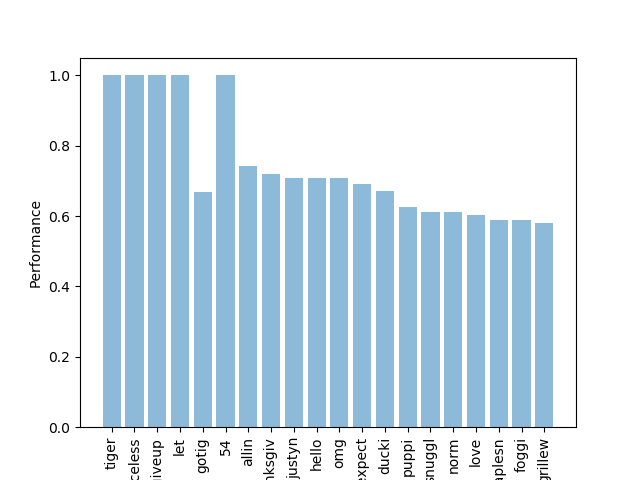 1.0
0.8
0.6
0.4
0.2
0.0
Performance
tiger
celess
iveup
let
gotig
54
allin
nksgiv
justyn
hello
omg
expect
ducki
puppi
snuggl
norm
love
aplesn
foggi
grillew